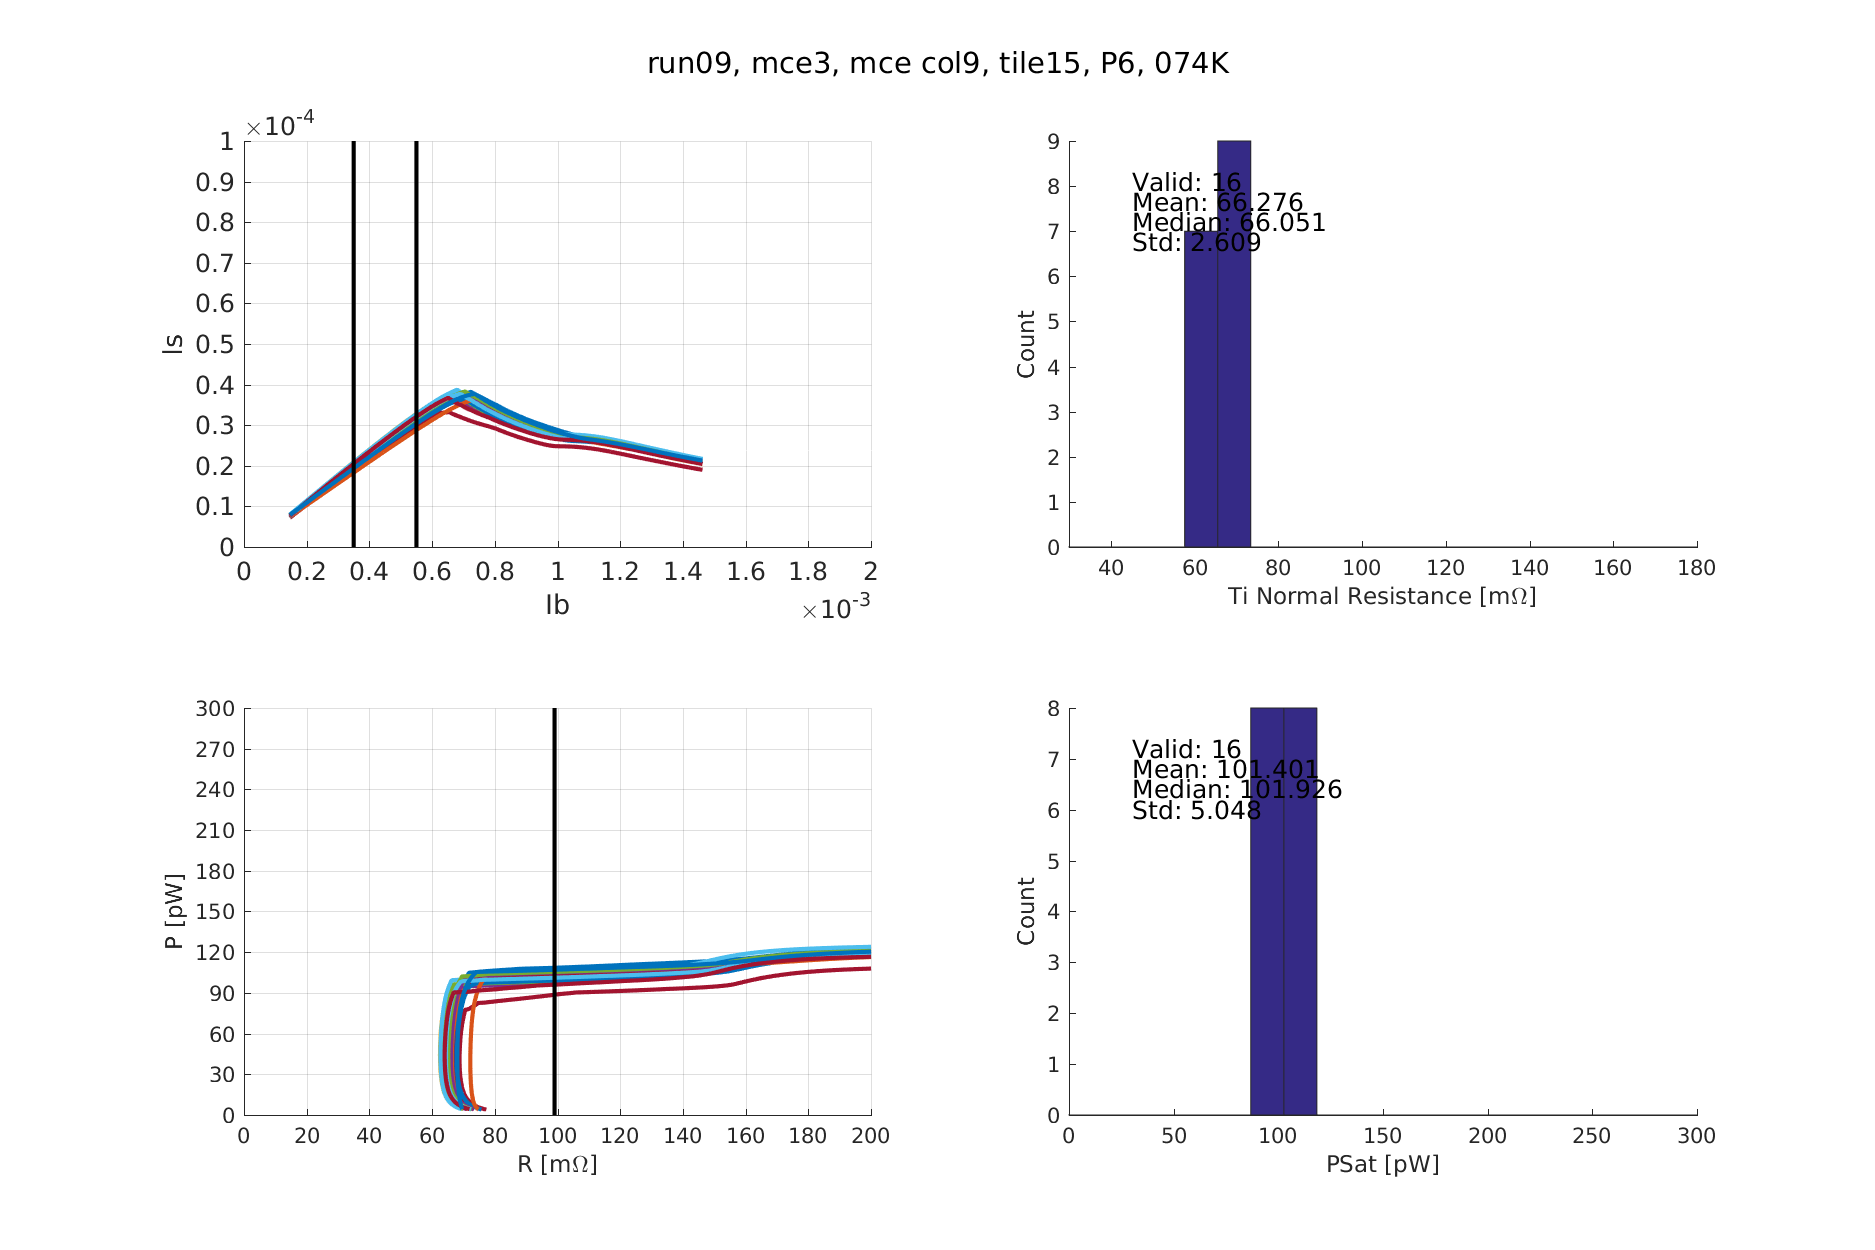 run09, mce3, mce col9, tile15, P6, 074K
×10-4
1
0.9
0.8
0.7
0.6
0.5
0.4
0.3
0.2
0.1
0
Is
0 0.2 0.4 0.6 0.8 1 1.2 1.4 1.6 1.8 2
Ib
×10-3
9
8
7
6
5
4
3
2
1
0
Count
Valid: 16
Mean: 66.276
Median: 66.051
Std: 2.609
40 60 80 100 120 140 160 180
Ti Normal Resistance [mΩ]
300
270
240
210
180
150
120
90
60
30
0
P [pW]
0 20 40 60 80 100 120 140 160 180 200
R [mΩ]
8
7
6
5
4
3
2
1
0
Count
Valid: 16
Mean: 101.401
Median: 101.926
Std: 5.048
0 50 100 150 200 250 300
PSat [pW]